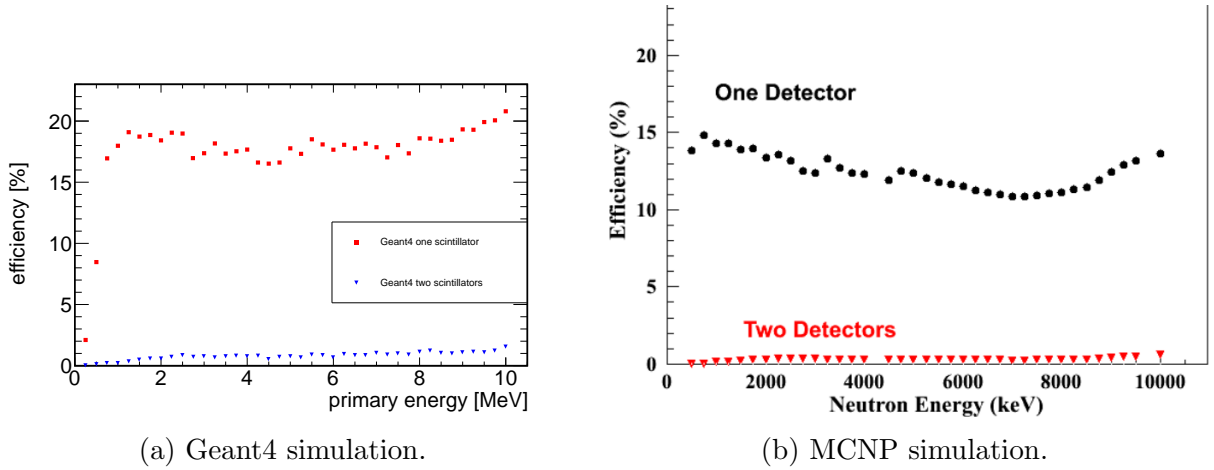 efficiency [%]
20
15
10
5
0
Geant4 one scintillator
Geant4 two scintillators
0 2 4 6 8 10
primary energy [MeV]
(a) Geant4 simulation.
Efficiency (%)
20
15
10
5
0
One Detector
Two Detectors
0 2000 4000 6000 8000 10000
Neutron Energy (keV)
(b) MCNP simulation.